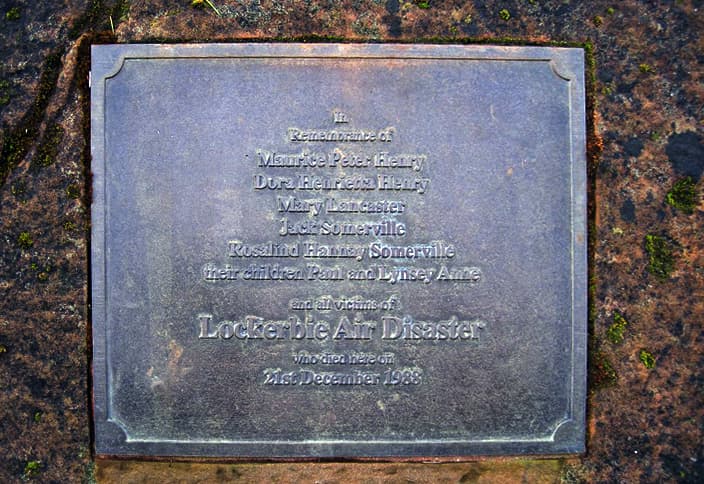 In
Remembrance of
Maurice Peter Henry
Dora Henrietta Henry
Mary Lancaster
Jack Somerville
Rosalind Hannay Somerville
their children Paul and Lynsey Anne
and all victims of
Lockerbie Air Disaster
who died here on
21st December 1988